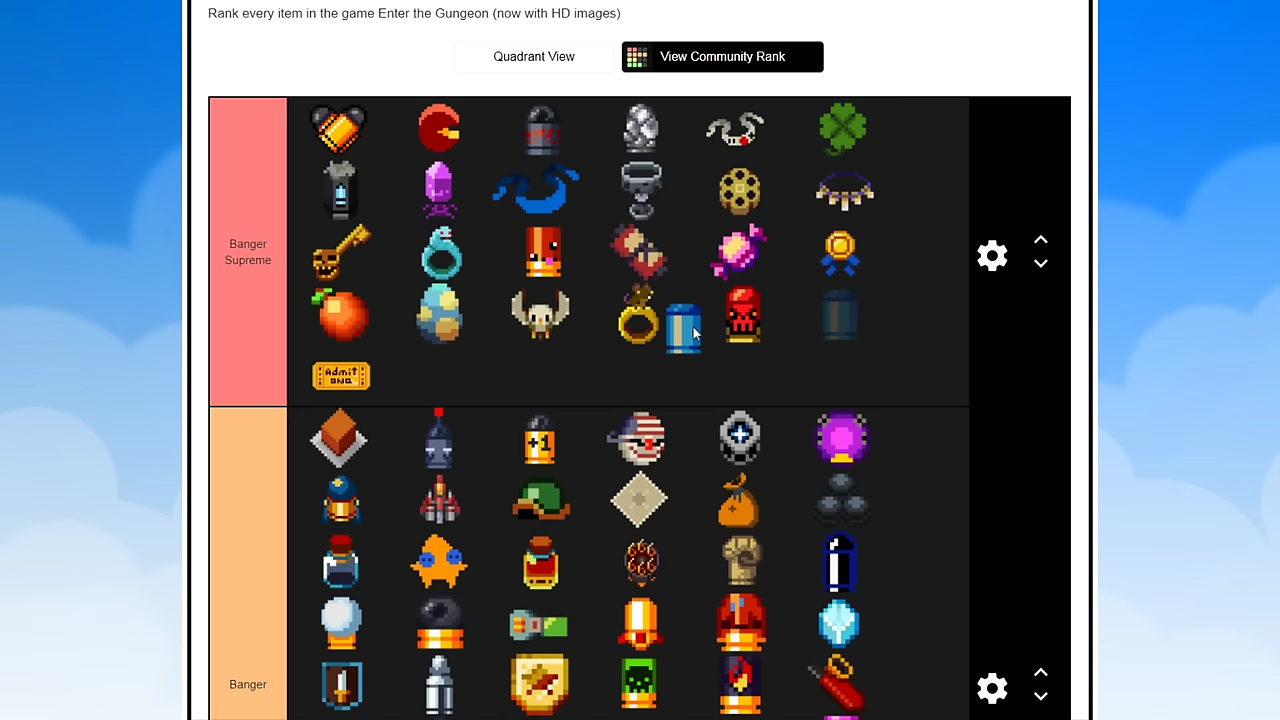 Rank every item in the game Enter the Gungeon (now with HD images)
Quadrant View
View Community Rank
Banger
Supreme
Admit
One
+1
Banger